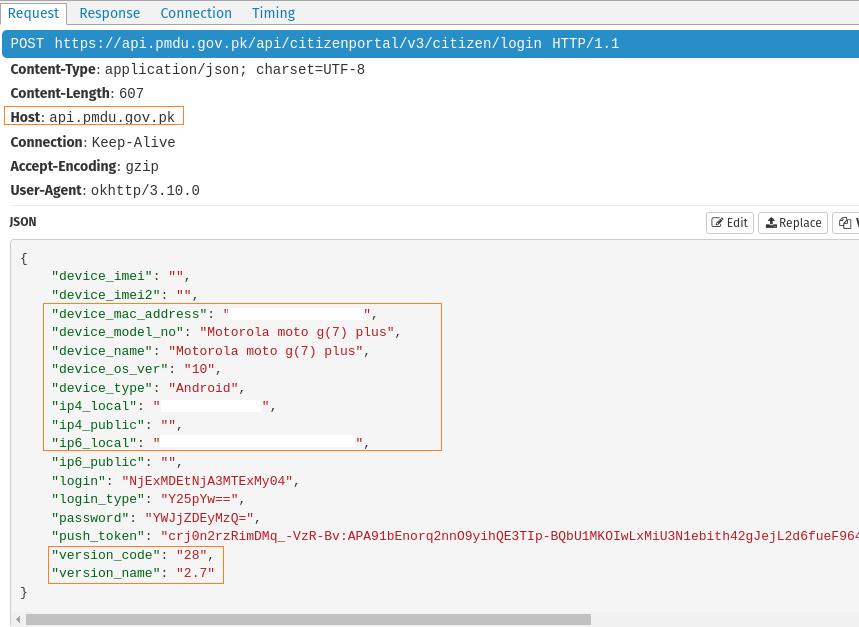 Request Response Connection Timing
POST https://api.pmdu.gov.pk/api/citizenportal/v3/citizen/login HTTP/1.1
Content-Type: application/json; charset=UTF-8
Content-Length: 607
Host: api.pmdu.gov.pk
Connection: Keep-Alive
Accept-Encoding: gzip
User-Agent: okhttp/3.10.0
JSON Edit Replace
{
"device_imei": "",
"device_imei2": "",
"device_mac_address": " ",
"device_model_no": "Motorola moto g(7) plus",
"device_name": "Motorola moto g(7) plus",
"device_os_ver": "10",
"device_type": "Android",
"ip4_local": " ",
"ip4_public": "",
"ip6_local": " ",
"ip6_public": "",
"login": "NjExMDEtNjA3MTExMy04",
"login_type": "Y25pYw==",
"password": "YWJjZDEyMzQ=",
"push_token": "crj0n2rzRimDMq_-VzR-Bv:APA91bEnorq2nnO9yihQE3TIp-BQbU1MKOIwLxMiU3N1ebith42gJejL2d6fueF964
"version_code": "28",
"version_name": "2.7"
}